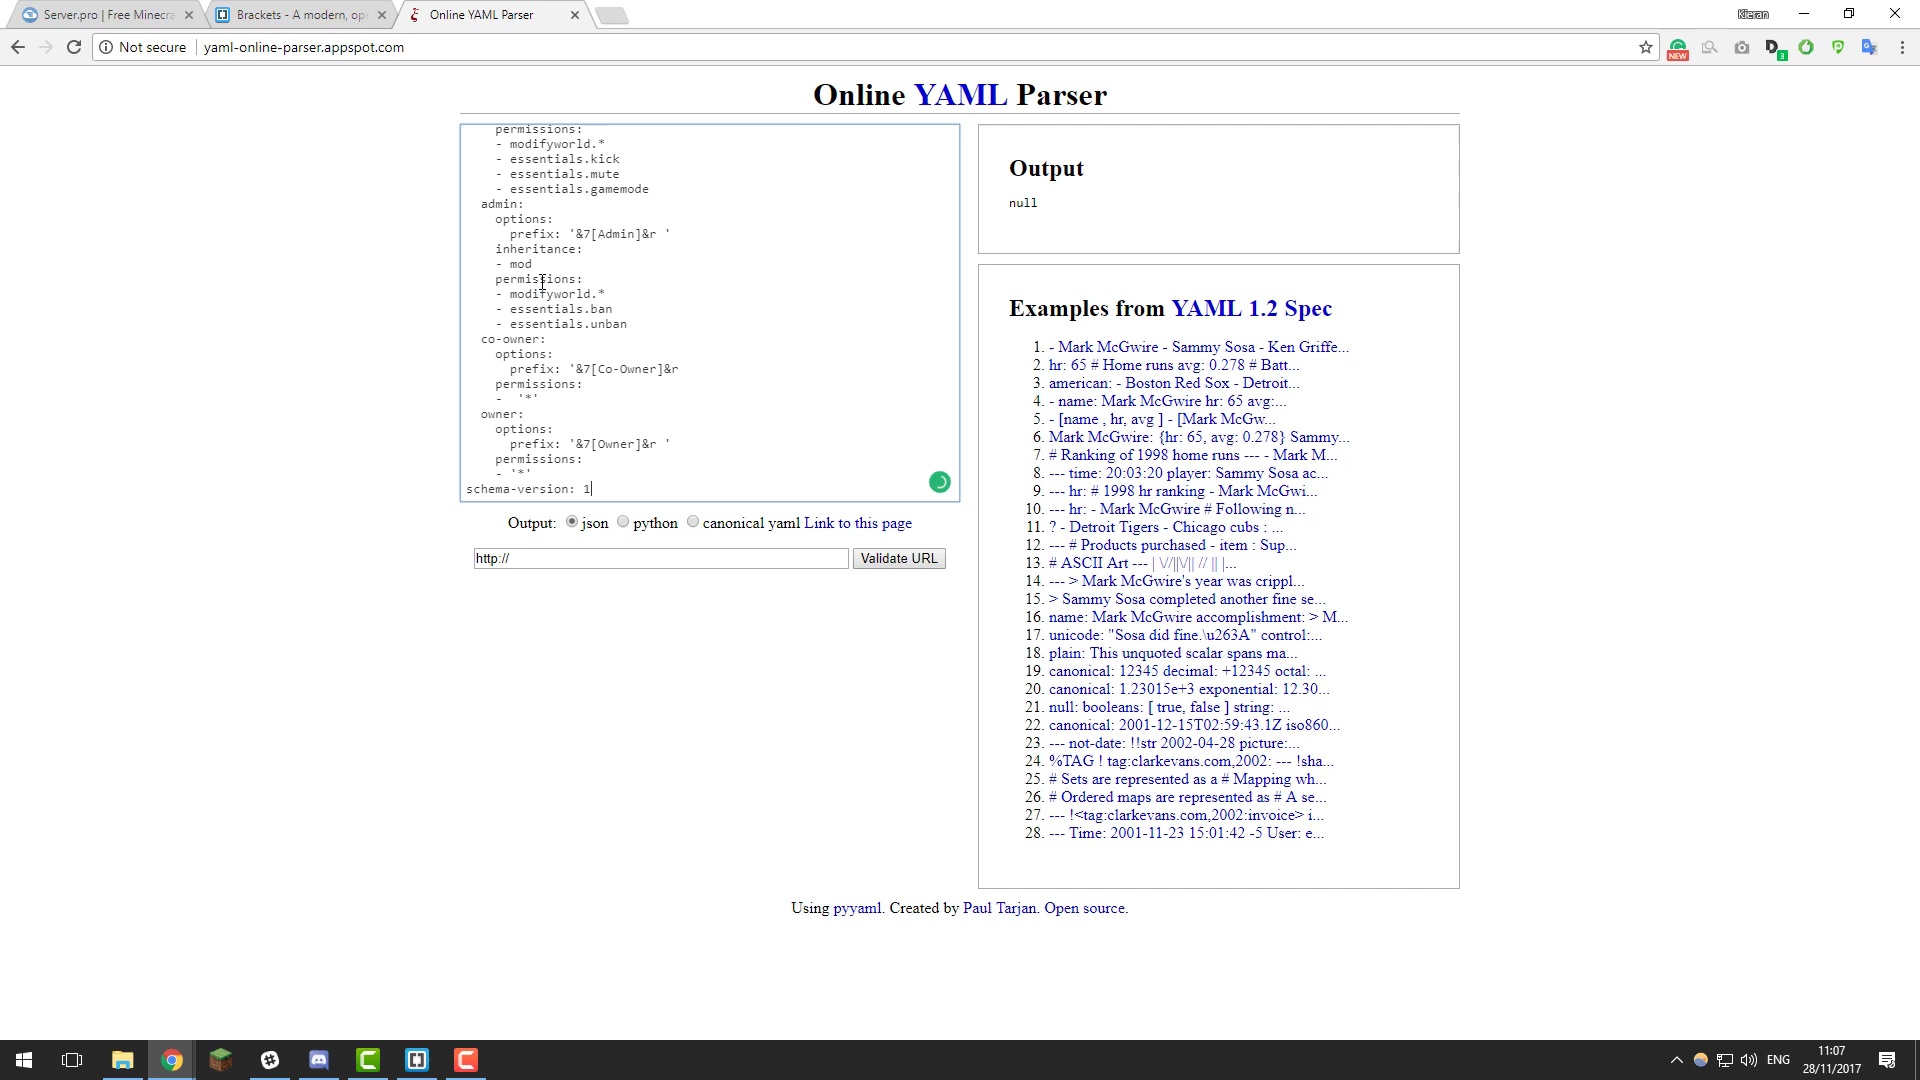 Server.pro | Free Minecra
Brackets - A modern, ope
Online YAML Parser
Kieran
Not secure
yaml-online-parser.appspot.com
NEW
3
Online YAML Parser
permissions:
- modifyworld.*
- essentials.kick
- essentials.mute
- essentials.gamemode
admin:
options:
prefix: '&7[Admin]&r '
inheritance:
- mod
permissions:
- modifyworld.*
- essentials.ban
- essentials.unban
co-owner:
options:
prefix: '&7[Co-Owner]&r
permissions:
-  '*'
owner:
options:
prefix: '&7[Owner]&r '
permissions:
- '*'
schema-version: 1
Output: json python canonical yaml Link to this page
http://
Validate URL
Output
null
Examples from YAML 1.2 Spec
1. - Mark McGwire - Sammy Sosa - Ken Griffe...
2. hr: 65 # Home runs avg: 0.278 # Batt...
3. american: - Boston Red Sox - Detroit...
4. - name: Mark McGwire hr: 65 avg:...
5. - [name , hr, avg ] - [Mark McGw...
6. Mark McGwire: {hr: 65, avg: 0.278} Sammy...
7. # Ranking of 1998 home runs --- - Mark M...
8. --- time: 20:03:20 player: Sammy Sosa ac...
9. --- hr: # 1998 hr ranking - Mark McGwi...
10. --- hr: - Mark McGwire # Following n...
11. ? - Detroit Tigers - Chicago cubs : ...
12. --- # Products purchased - item : Sup...
13. # ASCII Art --- | \//||\/|| // || |...
14. --- > Mark McGwire's year was crippl...
15. > Sammy Sosa completed another fine se...
16. name: Mark McGwire accomplishment: > M...
17. unicode: "Sosa did fine.\u263A" control:...
18. plain: This unquoted scalar spans ma...
19. canonical: 12345 decimal: +12345 octal: ...
20. canonical: 1.23015e+3 exponential: 12.30...
21. null: booleans: [ true, false ] string: ...
22. canonical: 2001-12-15T02:59:43.1Z iso860...
23. --- not-date: !!str 2002-04-28 picture:...
24. %TAG ! tag:clarkevans.com,2002: --- !sha...
25. # Sets are represented as a # Mapping wh...
26. # Ordered maps are represented as # A se...
27. --- !<tag:clarkevans.com,2002:invoice> i...
28. --- Time: 2001-11-23 15:01:42 -5 User: e...
Using pyyaml. Created by Paul Tarjan. Open source.
ENG
11:07
28/11/2017